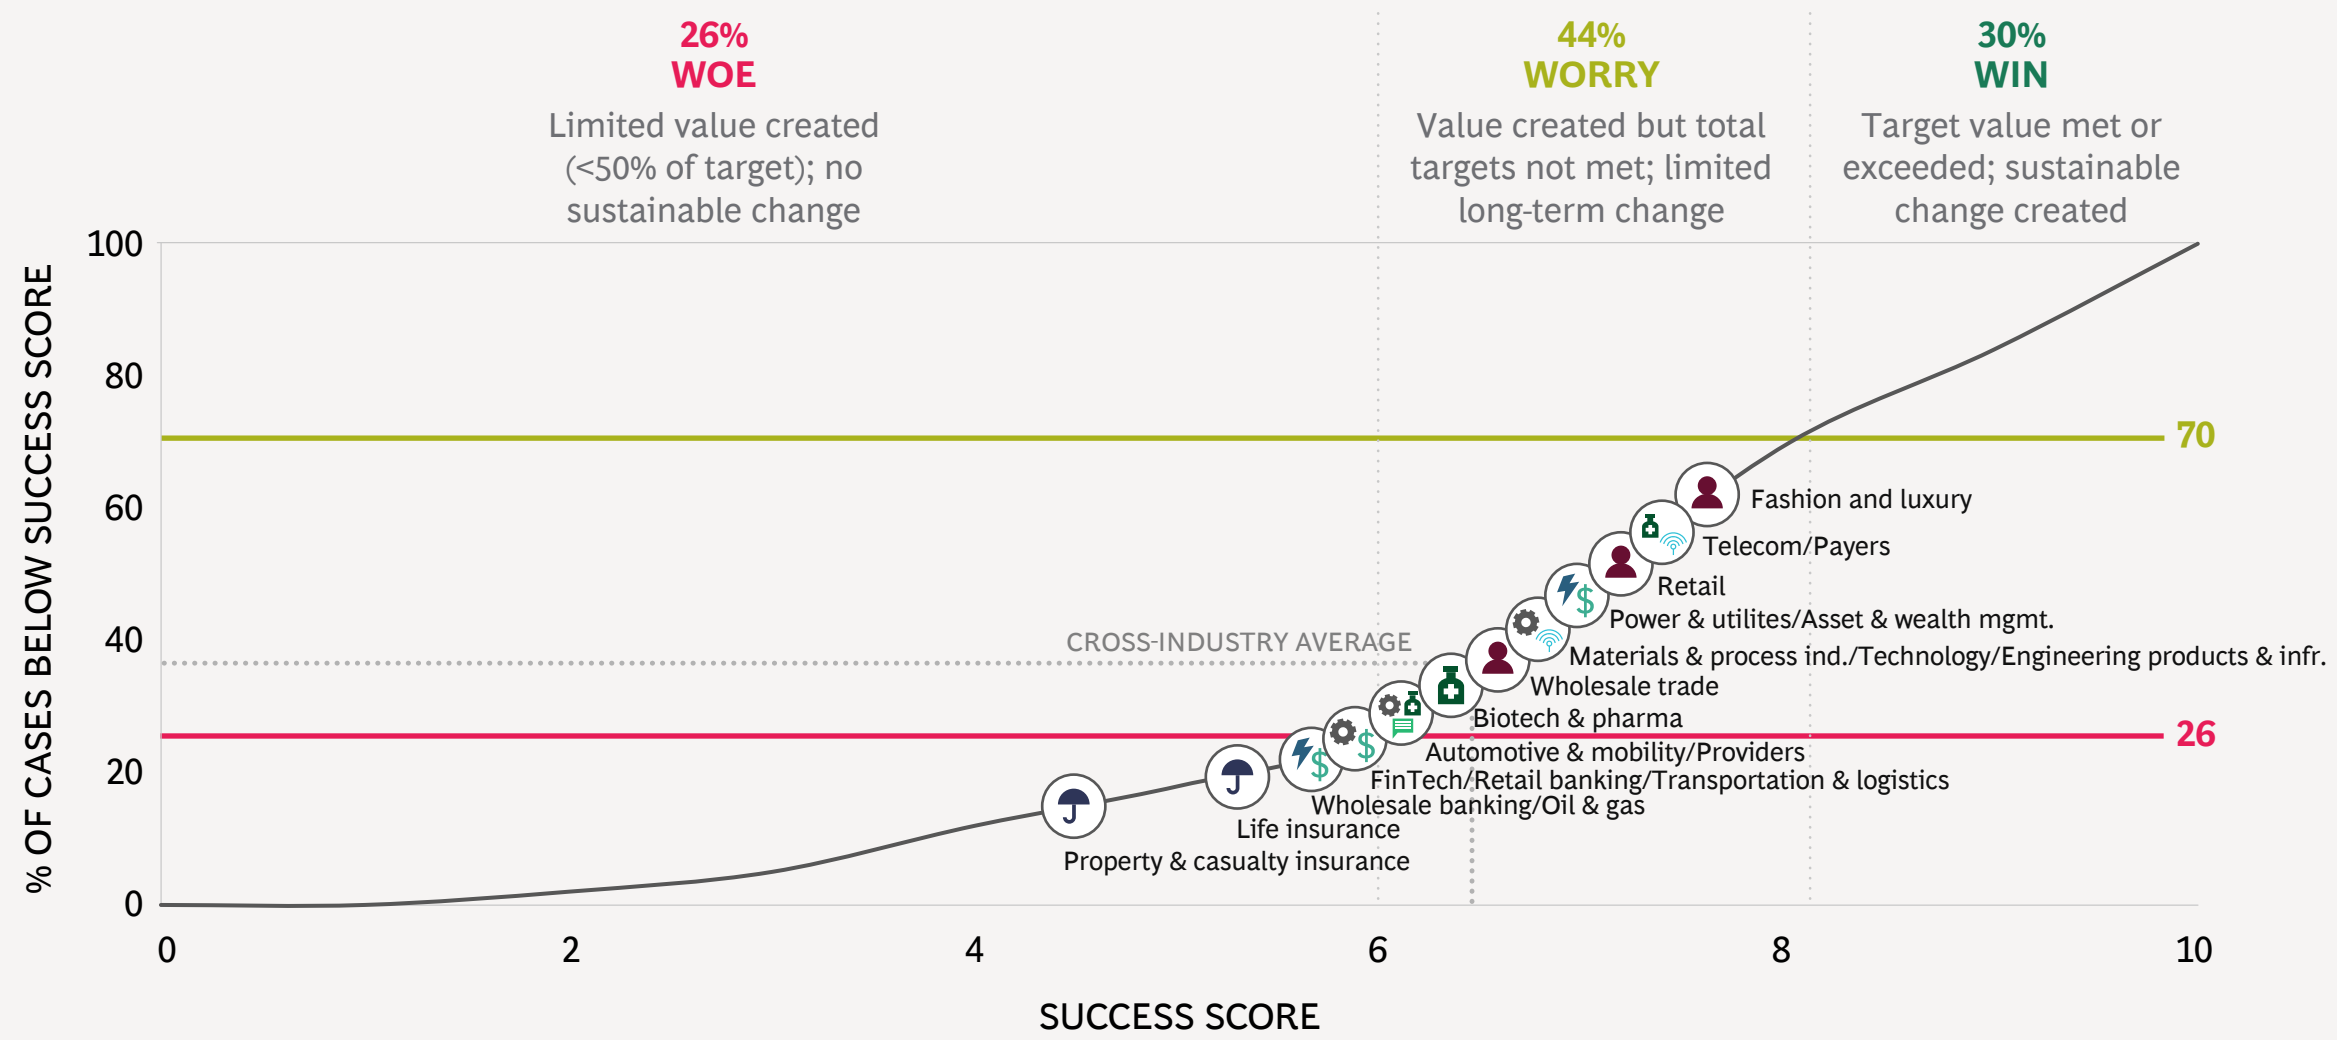 26%
WOE
Limited value created
(<50% of target); no
sustainable change
44%
WORRY
Value created but total
targets not met; limited
long-term change
30%
WIN
Target value met or
exceeded; sustainable
change created
% OF CASES BELOW SUCCESS SCORE
100
80
60
40
20
0
70
26
CROSS-INDUSTRY AVERAGE
Fashion and luxury
Telecom/Payers
Retail
Power & utilites/Asset & wealth mgmt.
Materials & process ind./Technology/Engineering products & infr.
Wholesale trade
Biotech & pharma
Automotive & mobility/Providers
FinTech/Retail banking/Transportation & logistics
Wholesale banking/Oil & gas
Life insurance
Property & casualty insurance
0 2 4 6 8 10
SUCCESS SCORE